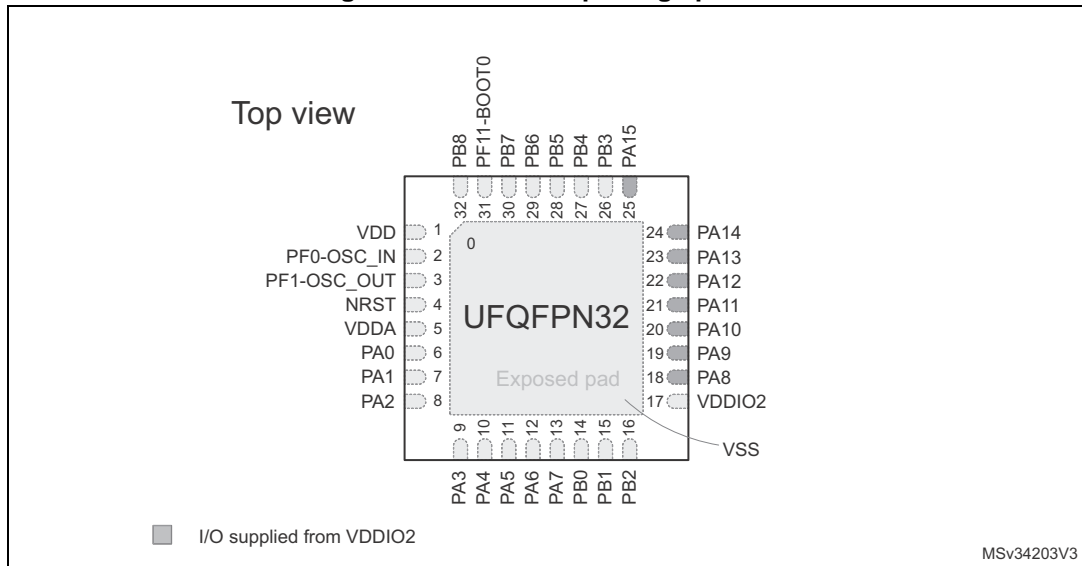 Top view
PB8
PF11-BOOT0
PB7
PB6
PB5
PB4
PB3
PA15
32
31
30
29
28
27
26
25
VDD 1
PF0-OSC_IN 2
PF1-OSC_OUT 3
NRST 4
VDDA 5
PA0 6
PA1 7
PA2 8
0
UFQFPN32
Exposed pad
24 PA14
23 PA13
22 PA12
21 PA11
20 PA10
19 PA9
18 PA8
17 VDDIO2
VSS
9
10
11
12
13
14
15
16
PA3
PA4
PA5
PA6
PA7
PB0
PB1
PB2
I/O supplied from VDDIO2
MSv34203V3